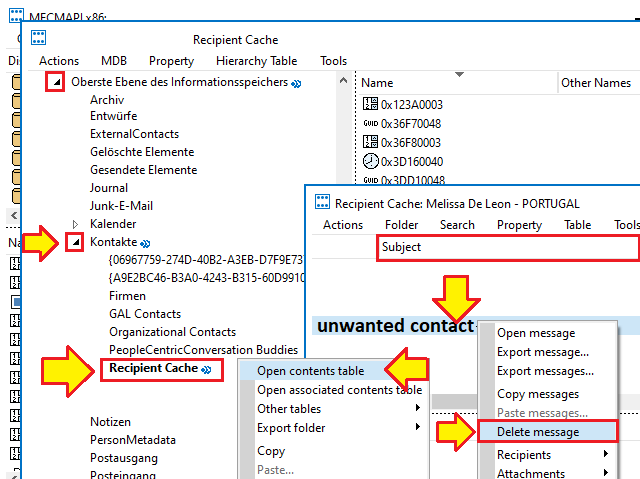 MFCMAPI x86:
Recipient Cache
Actions MDB Property Hierarchy Table Tools
Oberste Ebene des Informationsspeichers
Archiv
Entwürfe
ExternalContacts
Gelöschte Elemente
Gesendete Elemente
Journal
Junk-E-Mail
Kalender
Kontakte
{06967759-274D-40B2-A3EB-D7F9E73
{A9E2BC46-B3A0-4243-B315-60D9910
Firmen
GAL Contacts
Organizational Contacts
PeopleCentricConversation Buddies
Recipient Cache
Notizen
PersonMetadata
Postausgang
Posteingang
Name Other Names
0x123A0003
GUID 0x36F70048
0x36F80003
0x3D160040
GUID 0x3DD10048
Recipient Cache: Melissa De Leon - PORTUGAL
Actions Folder Search Property Table Tools
Subject
unwanted contact
Open contents table
Open associated contents table
Other tables
Export folder
Copy
Paste...
Open message
Export message...
Export messages...
Copy messages
Paste messages...
Delete message
Recipients
Attachments